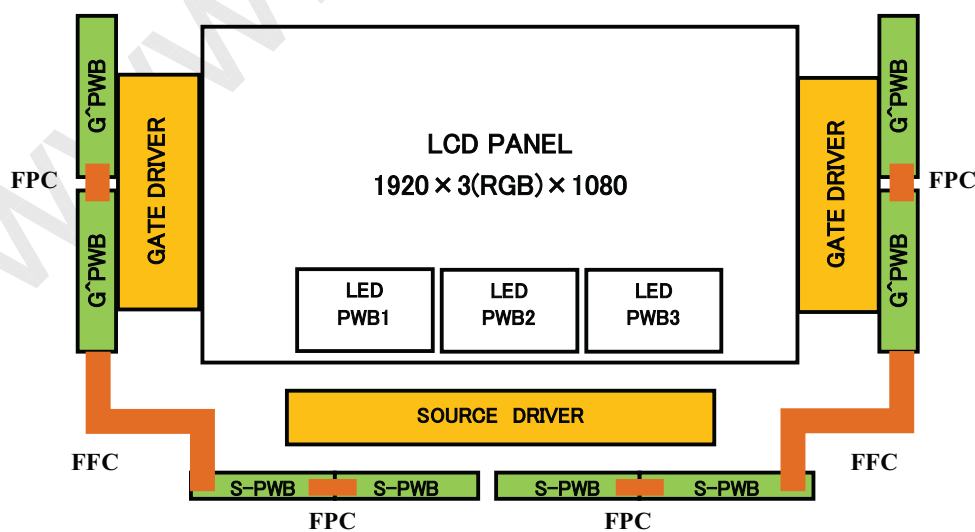 G^PWB
G^PWB
LCD PANEL
1920×3(RGB)×1080
FPC
FPC
GATE DRIVER
GATE DRIVER
G^PWB
G^PWB
LED
PWB1
LED
PWB2
LED
PWB3
SOURCE DRIVER
FFC
FFC
S-PWB
S-PWB
S-PWB
S-PWB
FPC
FPC